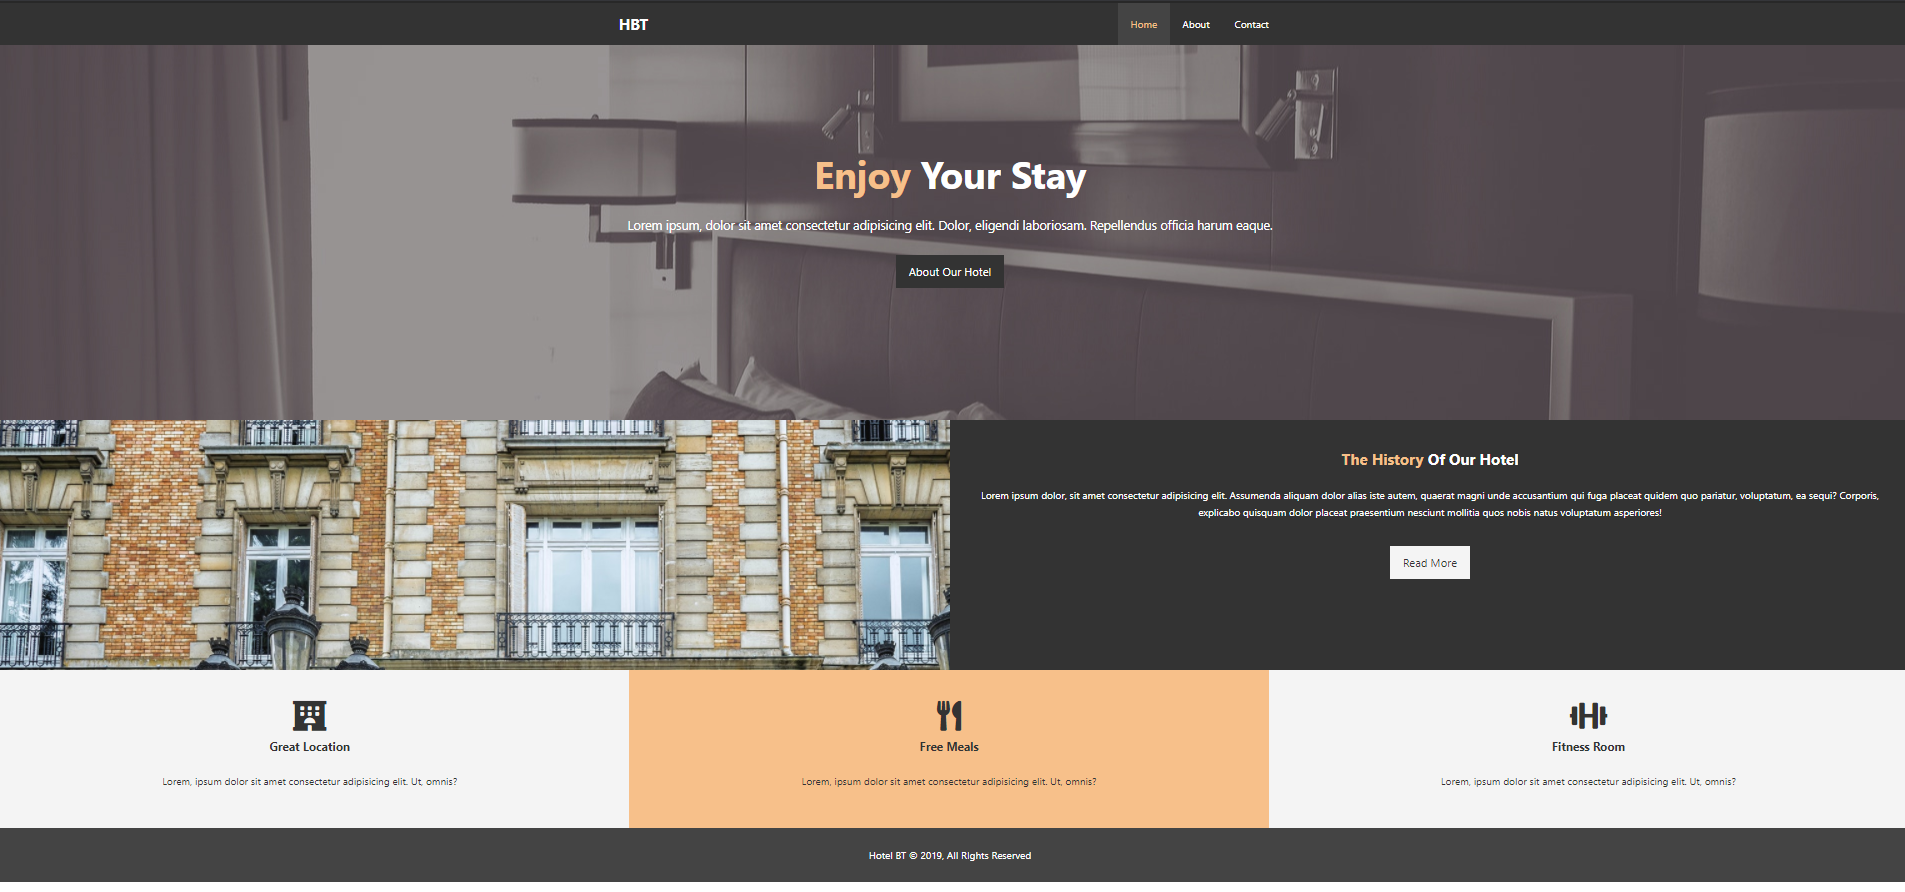 HBT
Home About Contact
Enjoy Your Stay
Lorem ipsum, dolor sit amet consectetur adipisicing elit. Dolor, eligendi laboriosam. Repellendus officia harum eaque.
About Our Hotel
The History Of Our Hotel
Lorem ipsum dolor, sit amet consectetur adipisicing elit. Assumenda aliquam dolor alias iste autem, quaerat magni unde accusantium qui fuga placeat quidem quo pariatur, voluptatum, ea sequi? Corporis,
explicabo quisquam dolor placeat praesentium nesciunt mollitia quos nobis natus voluptatum asperiores!
Read More
Great Location
Lorem, ipsum dolor sit amet consectetur adipisicing elit. Ut, omnis?
Free Meals
Lorem, ipsum dolor sit amet consectetur adipisicing elit. Ut, omnis?
Fitness Room
Lorem, ipsum dolor sit amet consectetur adipisicing elit. Ut, omnis?
Hotel BT © 2019, All Rights Reserved